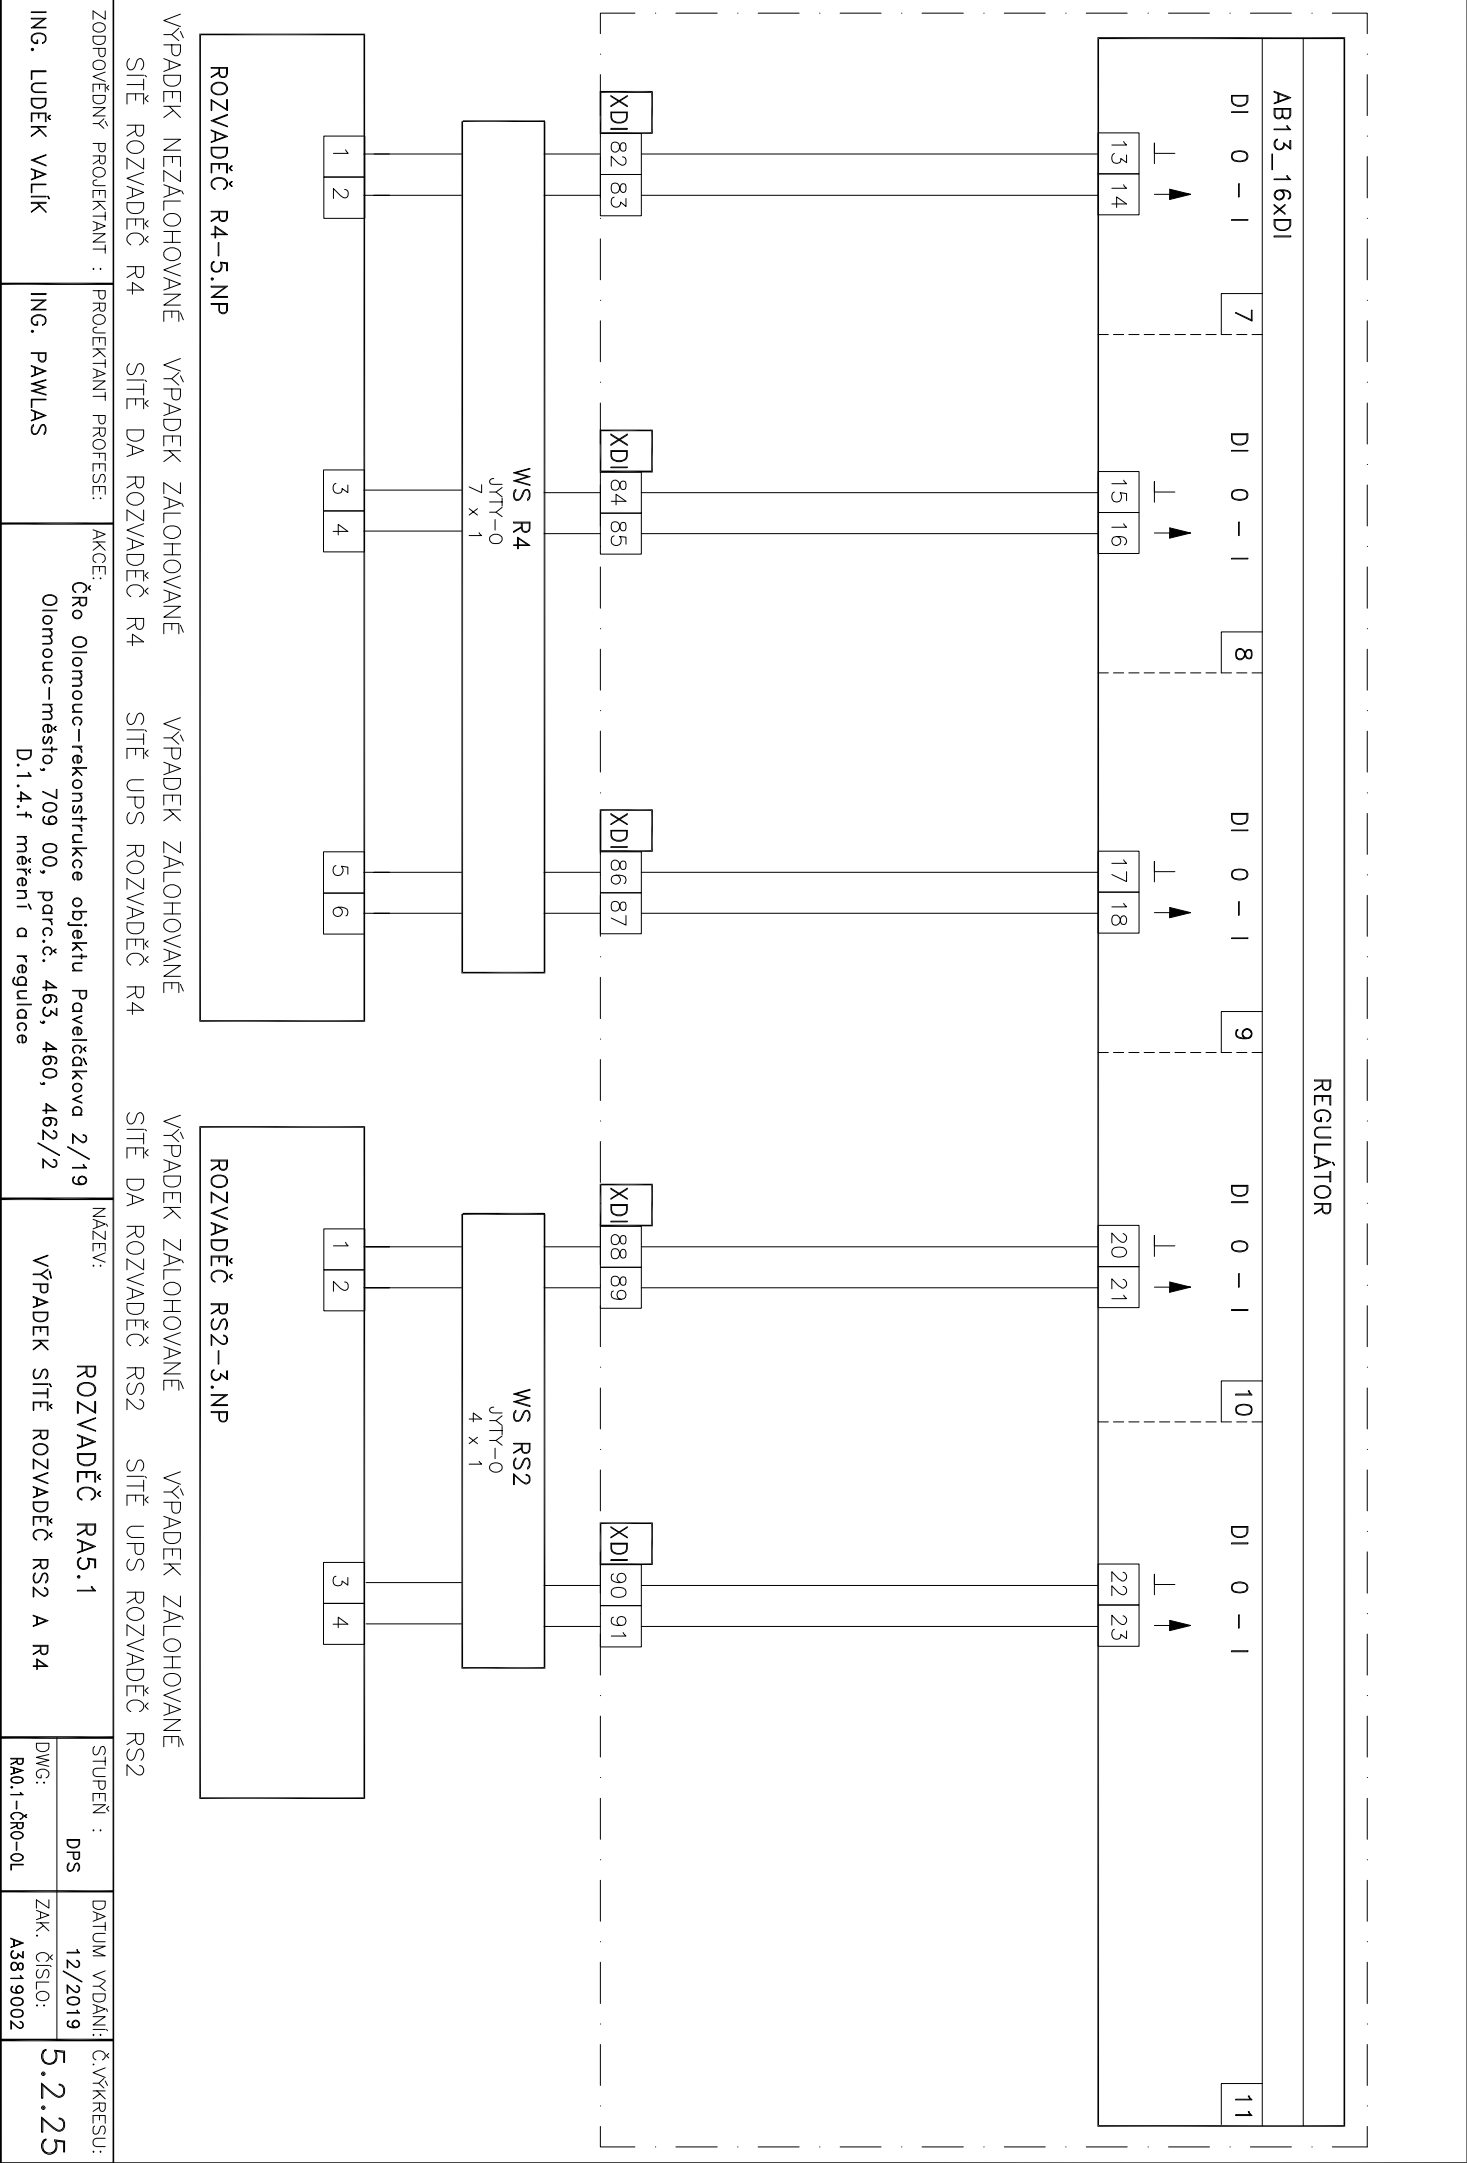 REGULÁTOR
AB13_16xDI
DI 0 – I
DI 0 – I
DI 0 – I
DI 0 – I
DI 0 – I
7
8
9
10
11
13 14
15 16
17 18
20 21
22 23
XDI 82 83
XDI 84 85
XDI 86 87
XDI 88 89
XDI 90 91
WS R4
JYTY–O
7 x 1
WS RS2
JYTY–O
4 x 1
1 2
3 4
5 6
1 2
3 4
ROZVADĚČ R4–5.NP
ROZVADĚČ RS2–3.NP
VÝPADEK NEZÁLOHOVANÉ
SÍTĚ ROZVADĚČ R4
VÝPADEK ZÁLOHOVANÉ
SÍTĚ DA ROZVADĚČ R4
VÝPADEK ZÁLOHOVANÉ
SÍTĚ UPS ROZVADĚČ R4
VÝPADEK ZÁLOHOVANÉ
SÍTĚ DA ROZVADĚČ RS2
VÝPADEK ZÁLOHOVANÉ
SÍTĚ UPS ROZVADĚČ RS2
ZODPOVĚDNÝ PROJEKTANT :
ING. LUDĚK VALÍK
PROJEKTANT PROFESE:
ING. PAWLAS
AKCE:
ČRo Olomouc–rekonstrukce objektu Pavelčákova 2/19
Olomouc–město, 709 00, parc.č. 463, 460, 462/2
D.1.4.f měření a regulace
NÁZEV:
ROZVADĚČ RA5.1
VÝPADEK SÍTĚ ROZVADĚČ RS2 A R4
STUPEŇ :
DPS
DWG:
RA0.1–ČRO–OL
DATUM VYDÁNÍ:
12/2019
ZAK. ČÍSLO:
A3819002
Č.VÝKRESU:
5.2.25